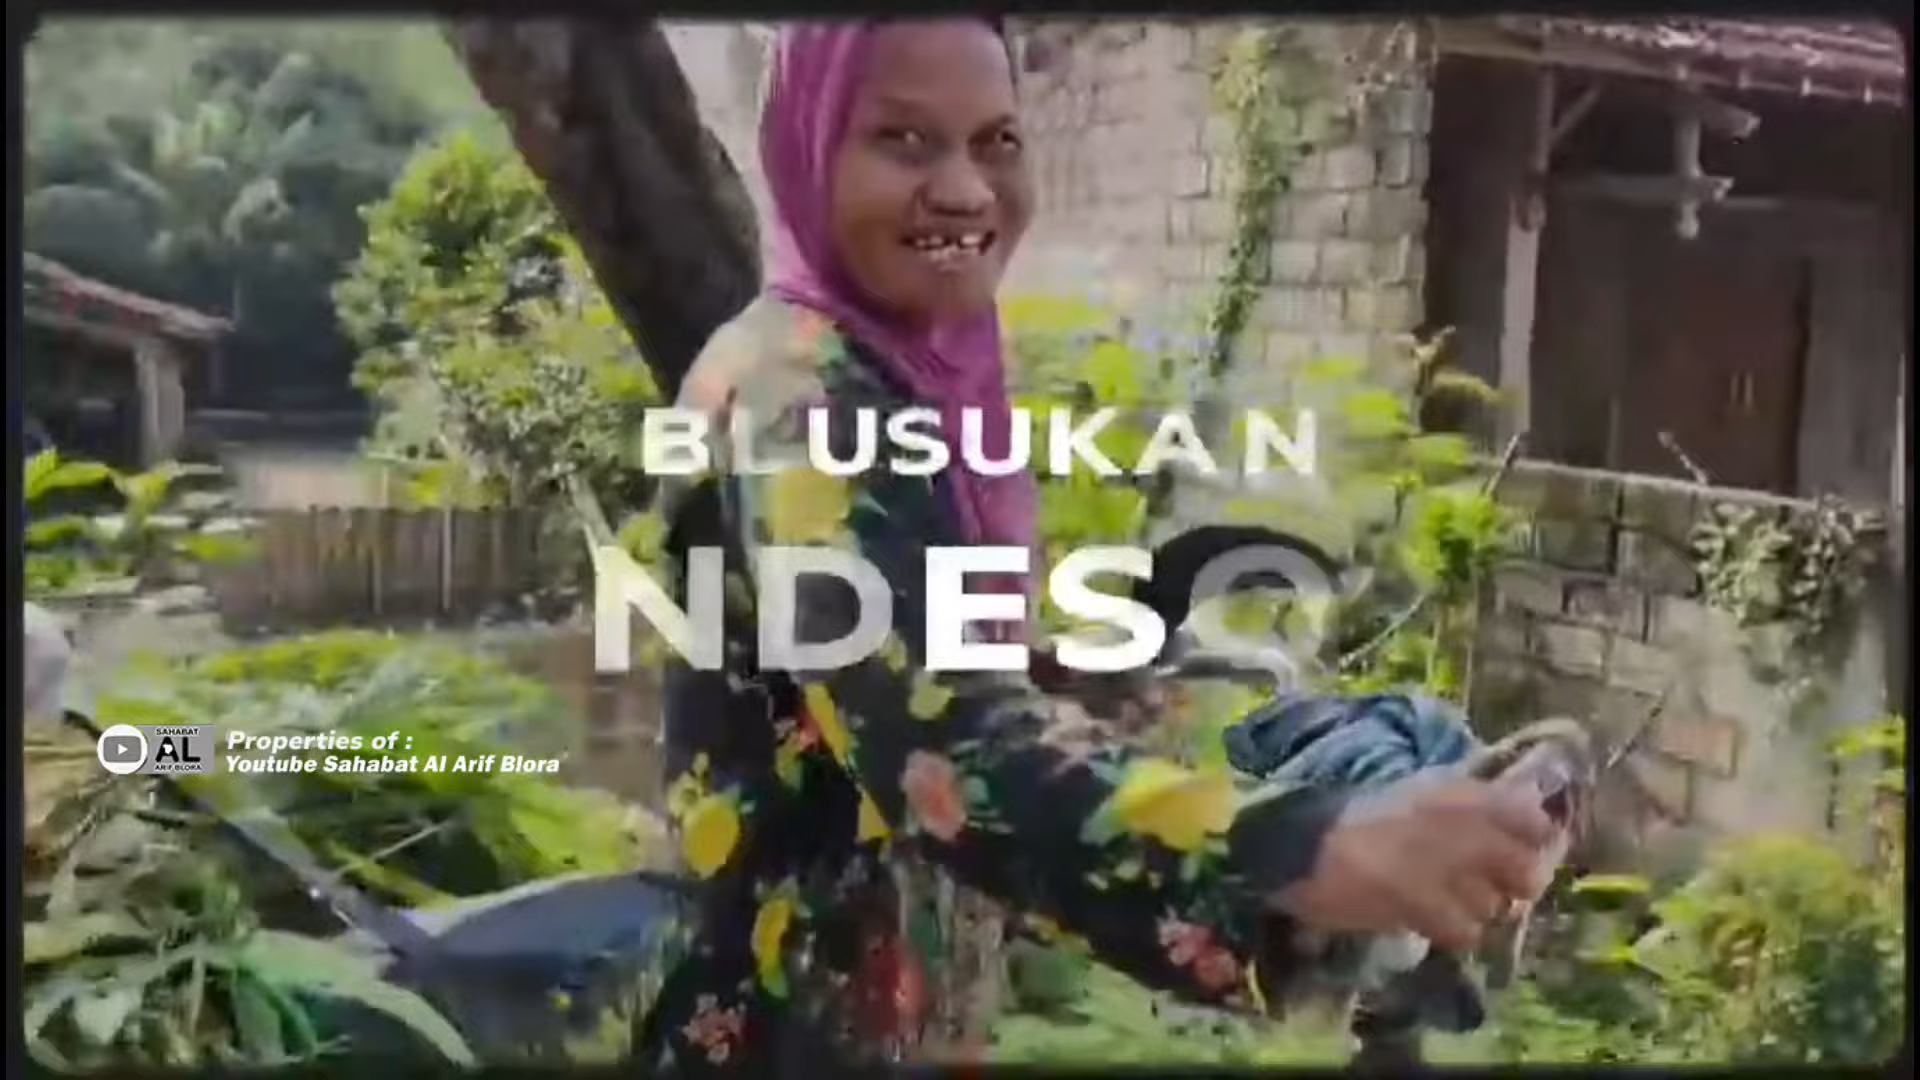 BLUSUKAN
NDESO
SAHABAT
AL
ARIF BLORA
Properties of :
Youtube Sahabat Al Arif Blora